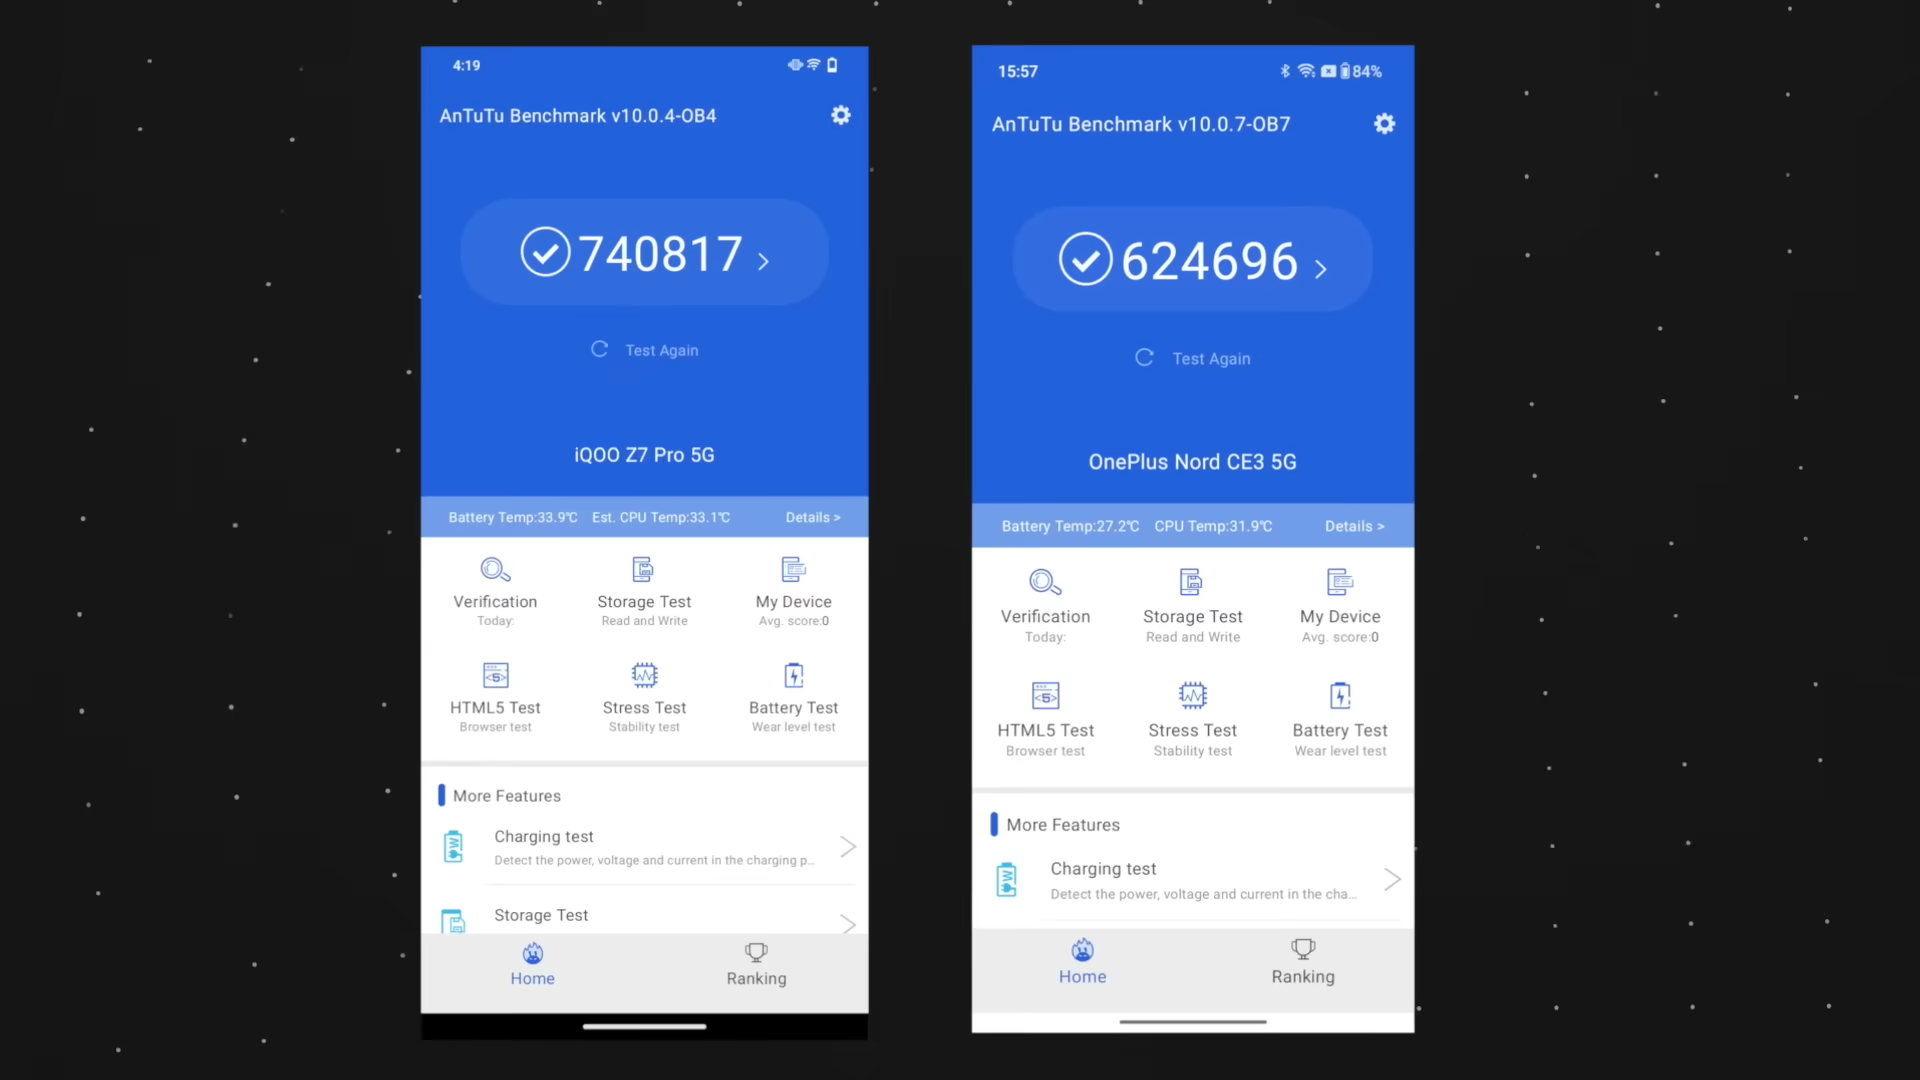 4:19
AnTuTu Benchmark v10.0.4-OB4
740817 >
Test Again
iQOO Z7 Pro 5G
Battery Temp:33.9℃ Est. CPU Temp:33.1℃ Details >
Verification Storage Test My Device
Today: Read and Write Avg. score:0
HTML5 Test Stress Test Battery Test
Browser test Stability test Wear level test
More Features
Charging test
Detect the power, voltage and current in the charging p...
Storage Test
Home Ranking
15:57 84%
AnTuTu Benchmark v10.0.7-OB7
624696 >
Test Again
OnePlus Nord CE3 5G
Battery Temp:27.2℃ CPU Temp:31.9℃ Details >
Verification Storage Test My Device
Today: Read and Write Avg. score:0
HTML5 Test Stress Test Battery Test
Browser test Stability test Wear level test
More Features
Charging test
Detect the power, voltage and current in the cha...
Home Ranking